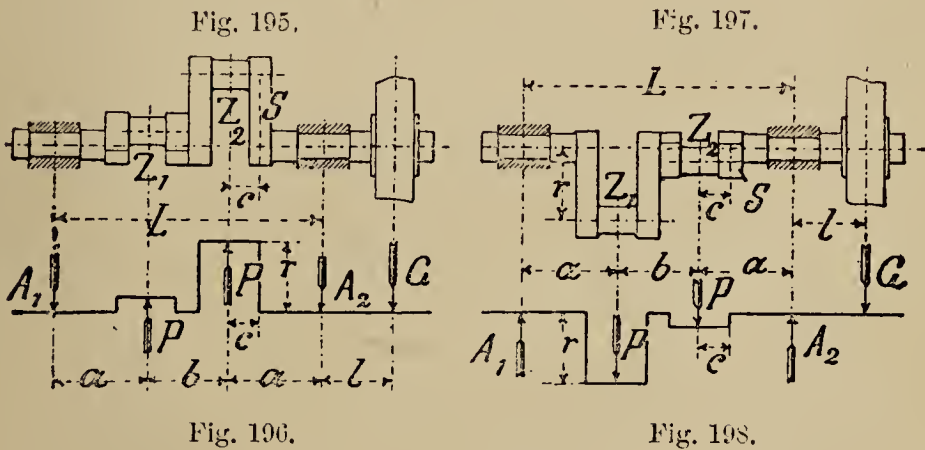 Fig. 195.
Fig. 197.
Z₁
Z₂
S
c
L
A₁
P
P
r
A₂
G
c
a
b
a
l
L
r
Z₁
Z₂
c
S
l
a
b
a
G
P
A₁
r
P
c
A₂
Fig. 196.
Fig. 198.